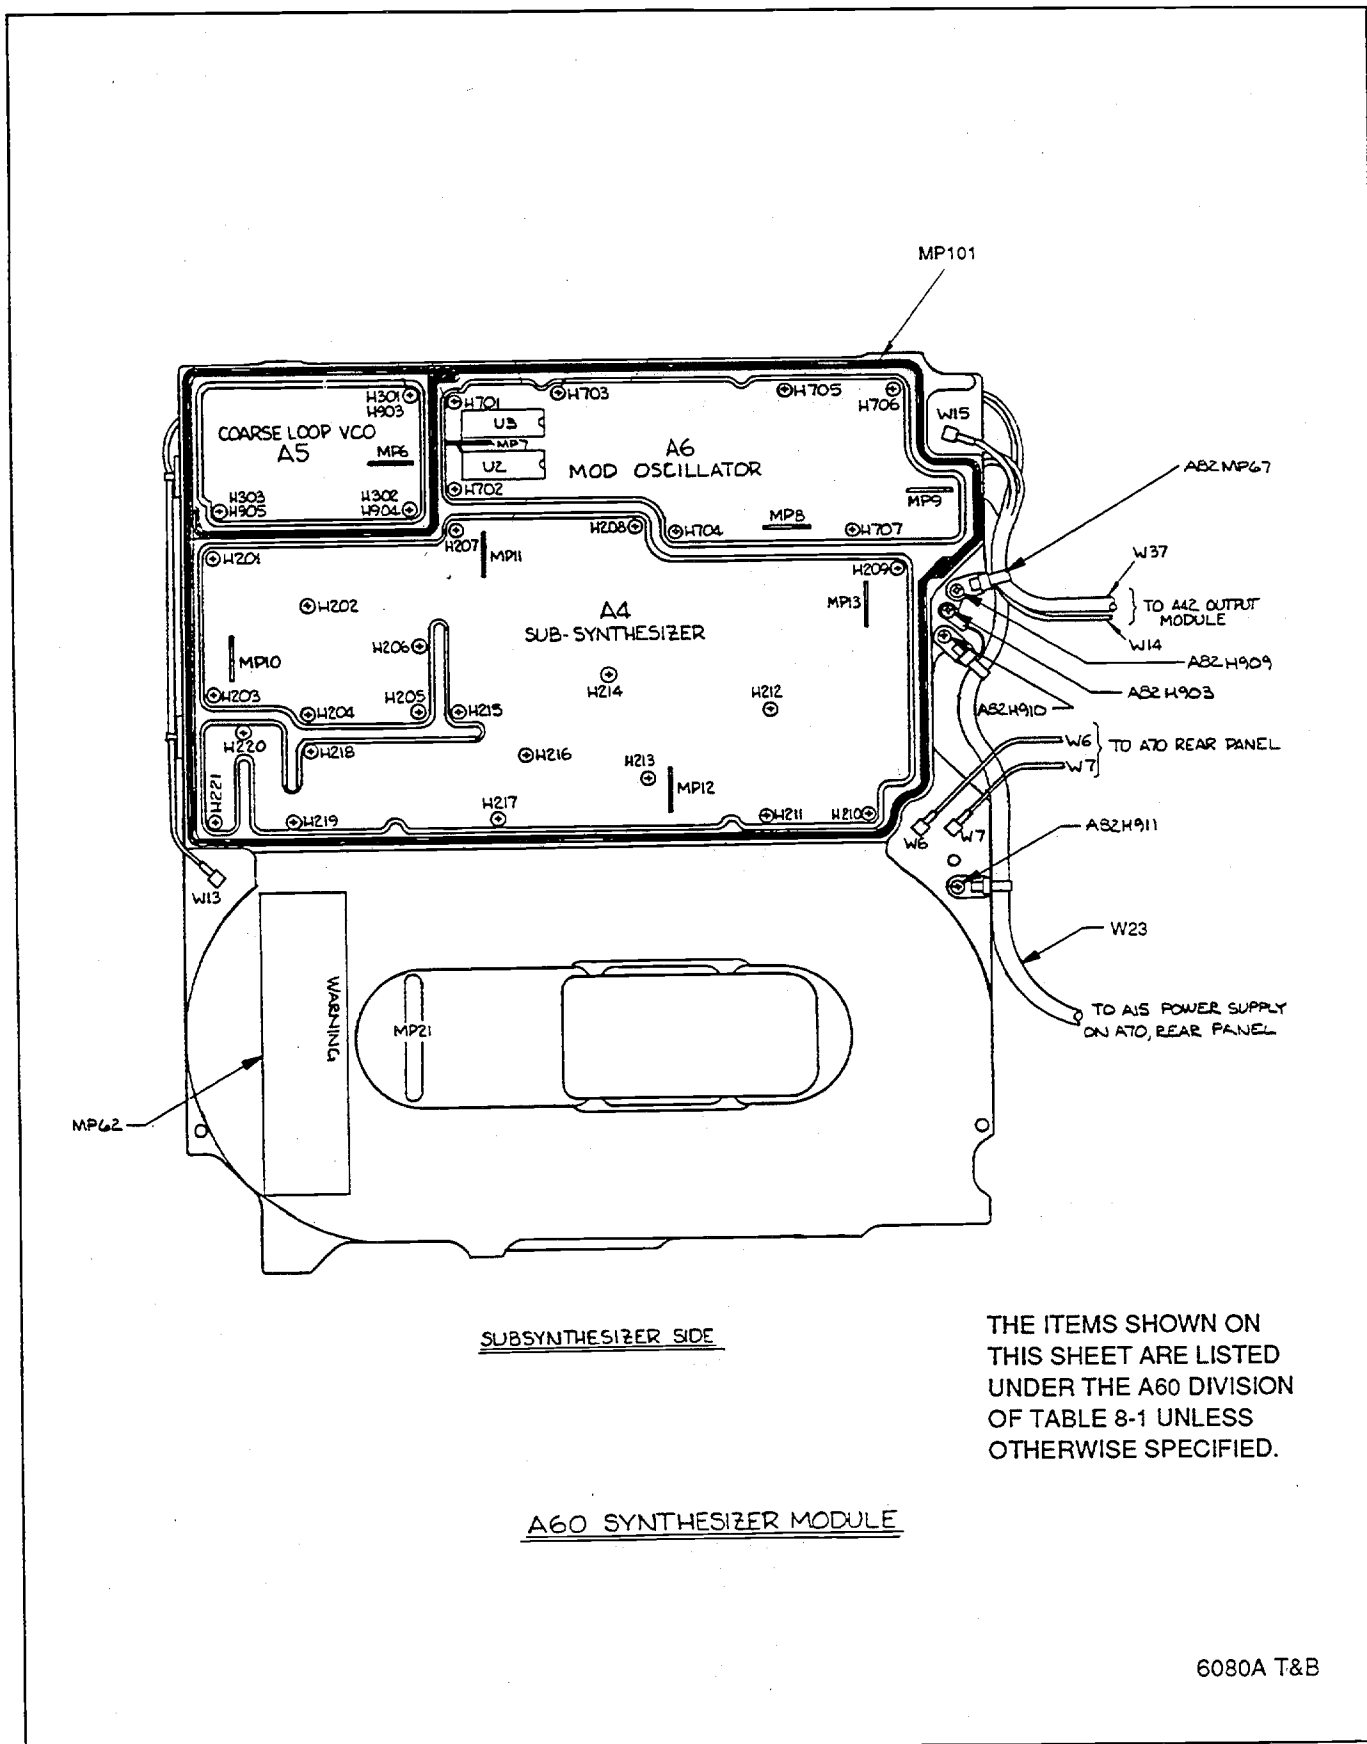 MP101
H301
H903
COARSE LOOP VCO
A5
MP6
H303
H905
H302
H904
H701
H703
H705
H706
U3
MP7
U2
H702
A6
MOD OSCILLATOR
MP9
MP8
H704
H707
W15
A82MP67
W37
TO A42 OUTPUT
MODULE
W14
A82H909
A82H903
A82H910
H201
H207
H208
H209
MP11
H202
A4
SUB-SYNTHESIZER
MP13
H206
MP10
H203
H204
H205
H215
H214
H212
H220
H218
H216
H213
MP12
H221
H219
H217
H211
H210
W6
W7
TO A70 REAR PANEL
W6
W7
A82H911
W13
W23
WARNING
MP21
TO A15 POWER SUPPLY
ON A70, REAR PANEL
MP62
SUBSYNTHESIZER SIDE
THE ITEMS SHOWN ON
THIS SHEET ARE LISTED
UNDER THE A60 DIVISION
OF TABLE 8-1 UNLESS
OTHERWISE SPECIFIED.
A60 SYNTHESIZER MODULE
6080A T&B